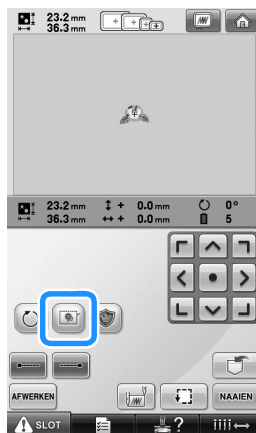 23.2 mm
36.3 mm
23.2 mm + 0.0 mm 0°
36.3 mm + 0.0 mm 5
AFWERKEN NAAIEN
SLOT ?